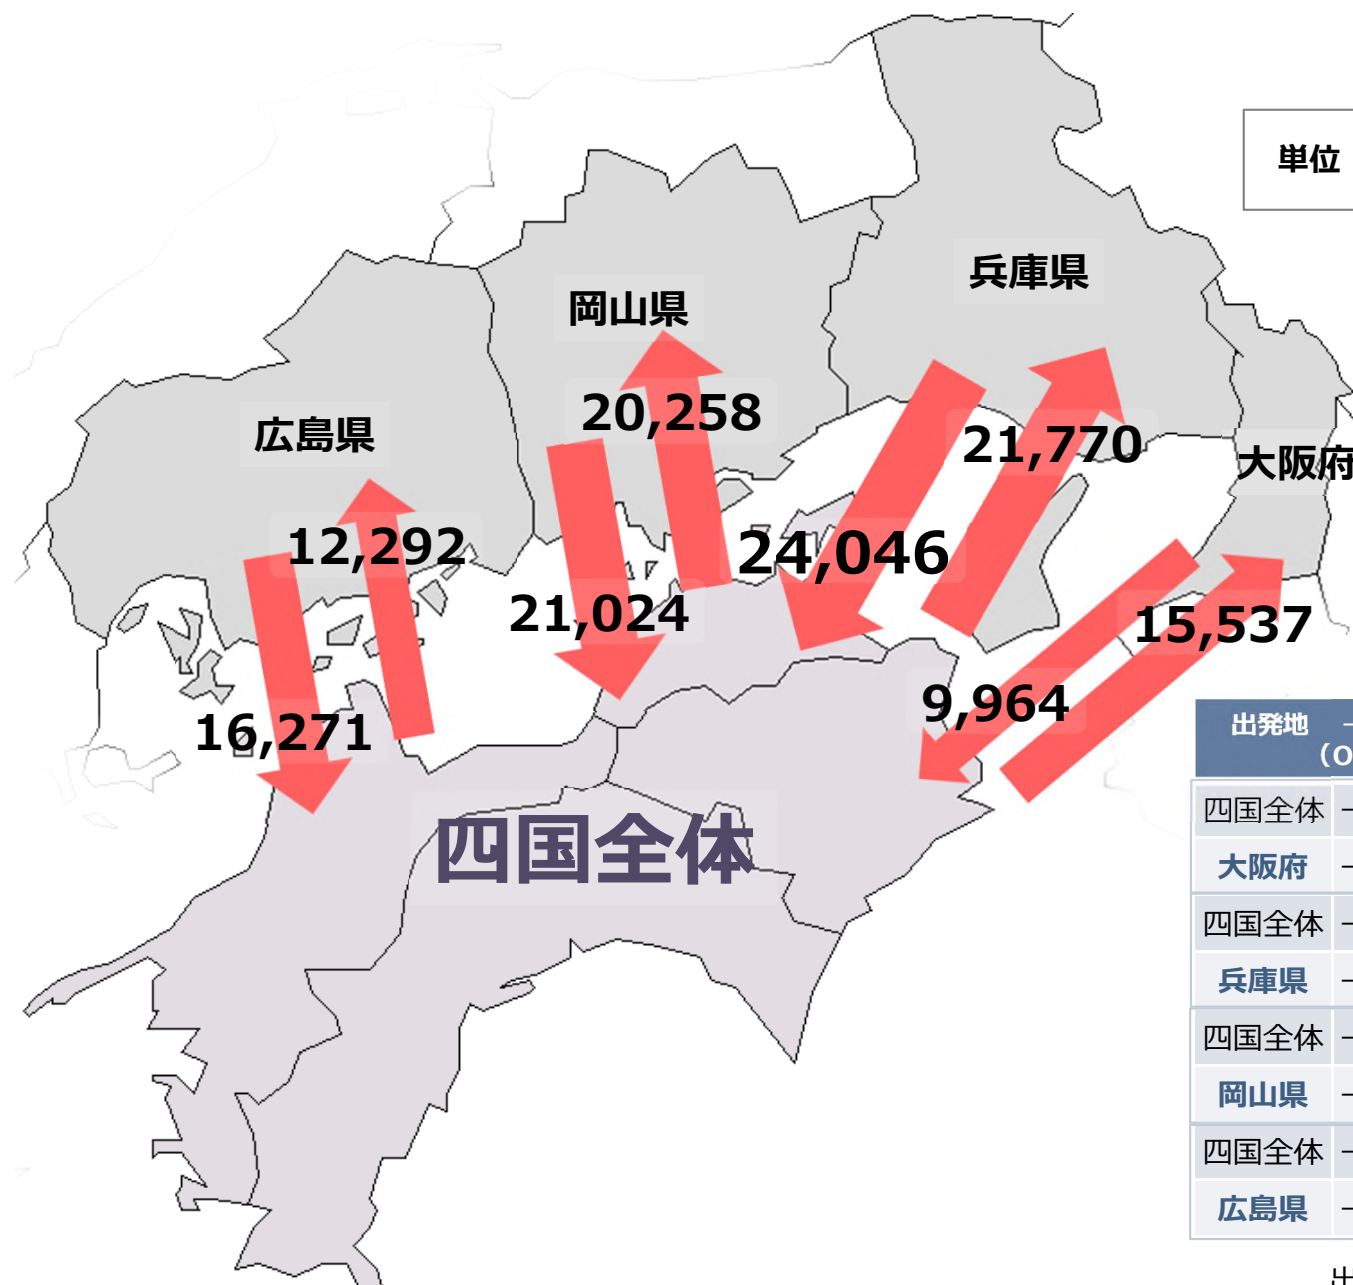 単位
兵庫県
岡山県
20,258
広島県
21,770
大阪府
12,292
24,046
21,024
15,537
9,964
16,271
四国全体
出発地
(O
四国全体
大阪府
四国全体
兵庫県
四国全体
岡山県
四国全体
広島県